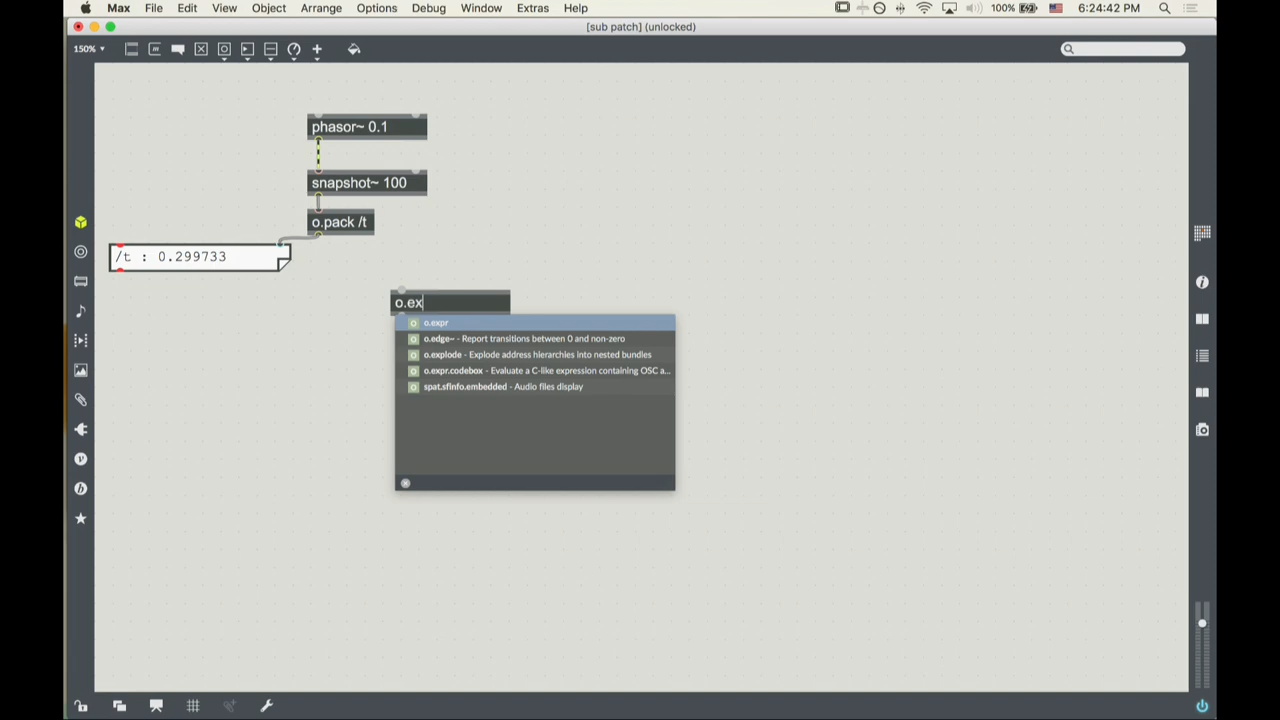 Max File Edit View Object Arrange Options Debug Window Extras Help 100% 6:24:42 PM
[sub patch] (unlocked)
150%
phasor~ 0.1
snapshot~ 100
o.pack /t
/t : 0.299733
o.ex
o.expr
o.edge~ - Report transitions between 0 and non-zero
o.explode - Explode address hierarchies into nested bundles
o.expr.codebox - Evaluate a C-like expression containing OSC a...
spat.sfinfo.embedded - Audio files display